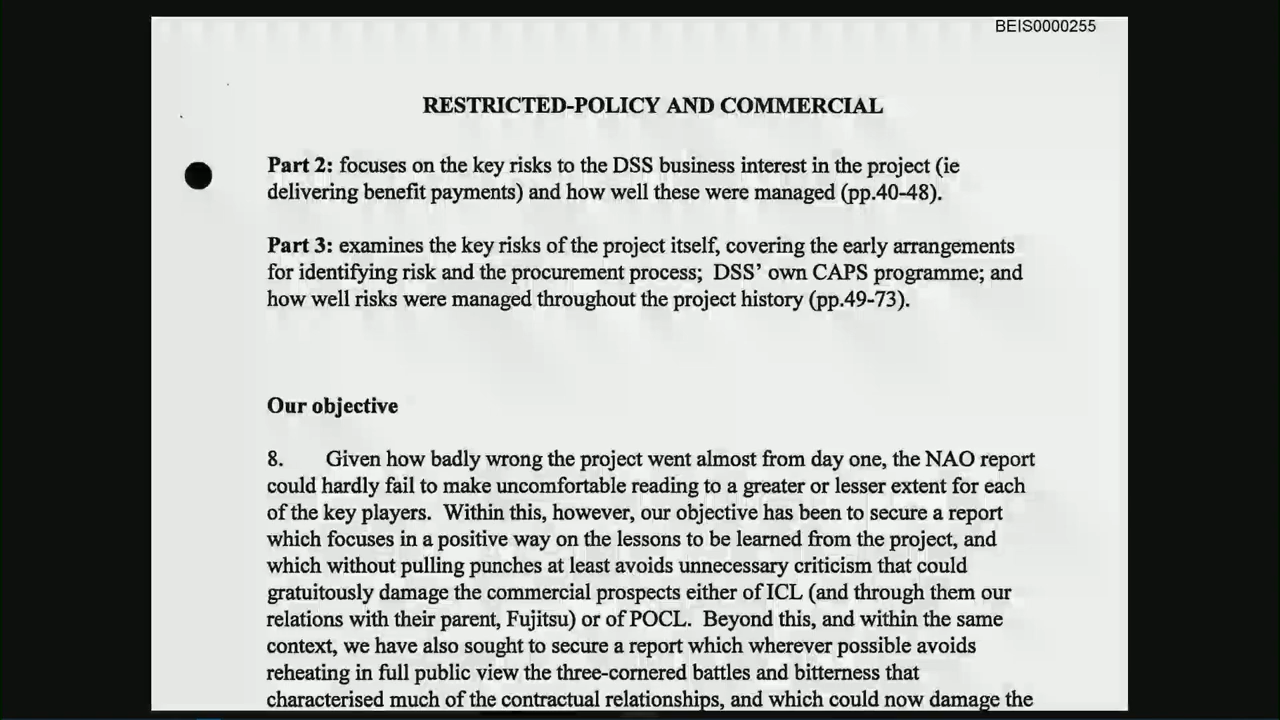 BEIS0000255
RESTRICTED-POLICY AND COMMERCIAL
Part 2: focuses on the key risks to the DSS business interest in the project (ie
delivering benefit payments) and how well these were managed (pp.40-48).
Part 3: examines the key risks of the project itself, covering the early arrangements
for identifying risk and the procurement process; DSS' own CAPS programme; and
how well risks were managed throughout the project history (pp.49-73).
Our objective
8. Given how badly wrong the project went almost from day one, the NAO report
could hardly fail to make uncomfortable reading to a greater or lesser extent for each
of the key players. Within this, however, our objective has been to secure a report
which focuses in a positive way on the lessons to be learned from the project, and
which without pulling punches at least avoids unnecessary criticism that could
gratuitously damage the commercial prospects either of ICL (and through them our
relations with their parent, Fujitsu) or of POCL. Beyond this, and within the same
context, we have also sought to secure a report which wherever possible avoids
reheating in full public view the three-cornered battles and bitterness that
characterised much of the contractual relationships, and which could now damage the